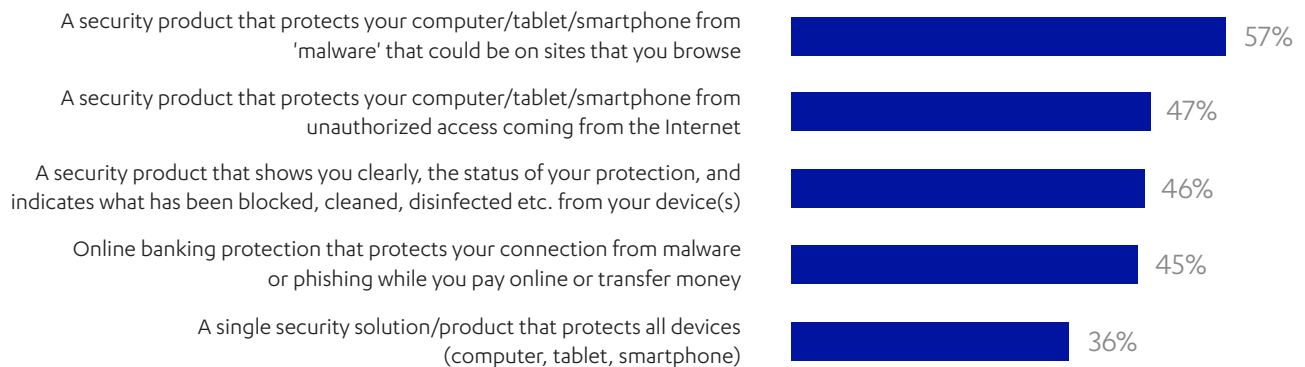 A security product that protects your computer/tablet/smartphone from
'malware' that could be on sites that you browse
57%
A security product that protects your computer/tablet/smartphone from
unauthorized access coming from the Internet
47%
A security product that shows you clearly, the status of your protection, and
indicates what has been blocked, cleaned, disinfected etc. from your device(s)
46%
Online banking protection that protects your connection from malware
or phishing while you pay online or transfer money
45%
A single security solution/product that protects all devices
(computer, tablet, smartphone)
36%